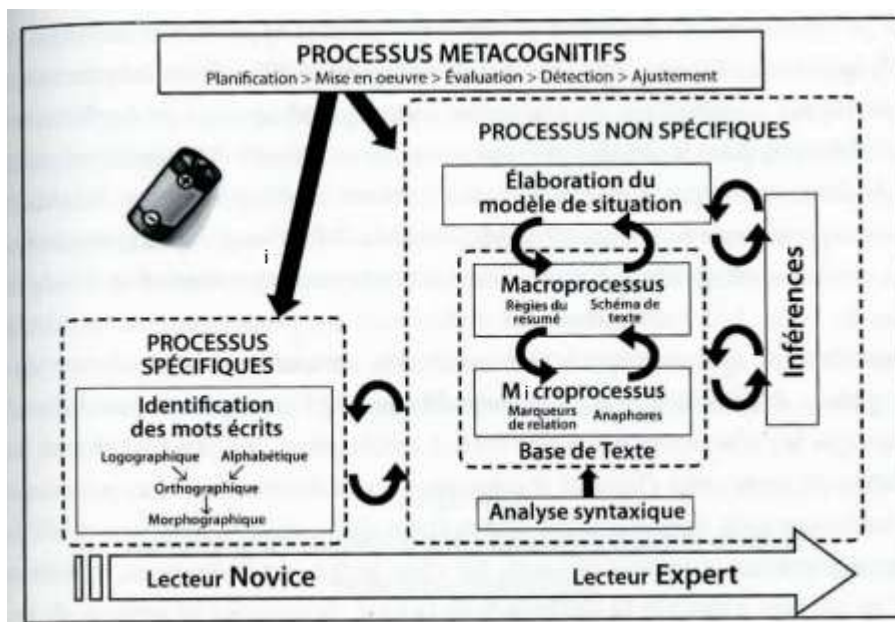 PROCESSUS METACOGNITIFS
Planification > Mise en oeuvre > Évaluation > Détection > Ajustement
PROCESSUS NON SPÉCIFIQUES
Élaboration du
modèle de situation
Macroprocessus
Règles du
résumé
Schéma de
texte
Inférences
i
PROCESSUS
SPÉCIFIQUES
Identification
des mots écrits
Logographique
Alphabétique
Orthographique
Morphographique
Microprocessus
Marqueurs
de relation
Anaphores
Base de Texte
Analyse syntaxique
Lecteur Novice
Lecteur Expert